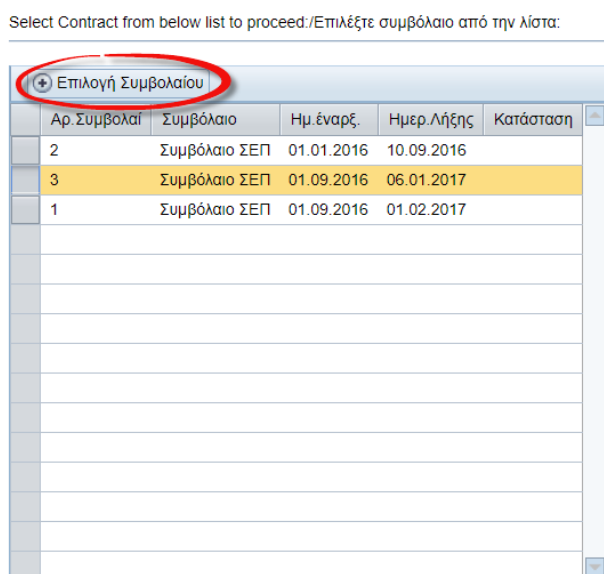 Select Contract from below list to proceed:/Επιλέξτε συμβόλαιο από την λίστα:
Επιλογή Συμβολαίου
Αρ.Συμβολαί Συμβόλαιο Ημ.έναρξ. Ημερ.Λήξης Κατάσταση
2 Συμβόλαιο ΣΕΠ 01.01.2016 10.09.2016
3 Συμβόλαιο ΣΕΠ 01.09.2016 06.01.2017
1 Συμβόλαιο ΣΕΠ 01.09.2016 01.02.2017